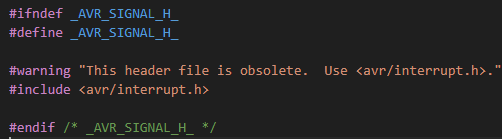 #ifndef _AVR_SIGNAL_H_
#define _AVR_SIGNAL_H_
#warning "This header file is obsolete.  Use <avr/interrupt.h>."
#include <avr/interrupt.h>
#endif /* _AVR_SIGNAL_H_ */